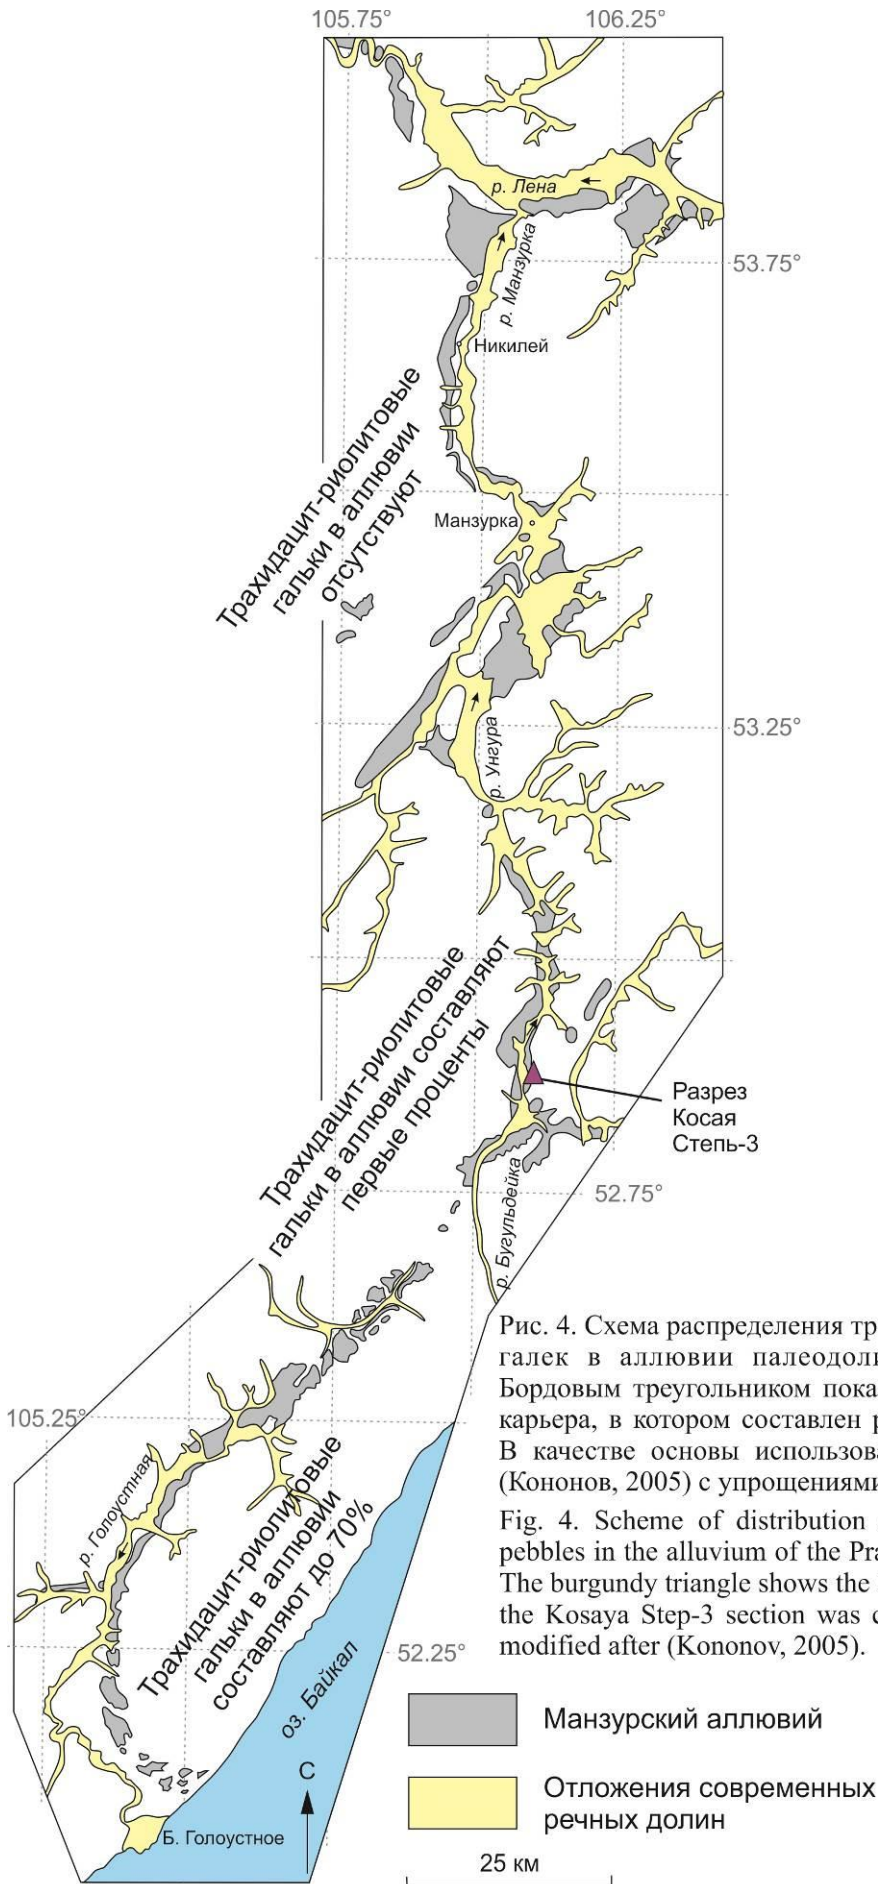 105.75°
106.25°
р. Лена
р. Манзурка
53.75°
Никилей
Трахидацит-риолитовые
гальки в аллювии
отсутствуют
Манзурка
53.25°
р. Унгура
Трахидацит-риолитовые
гальки в аллювии составляют
первые проценты
Разрез
Косая
Степь-3
52.75°
р. Бугульдейка
105.25°
р. Голоустная
Трахидацит-риолитовые
гальки в аллювии
составляют до 70%
52.25°
оз. Байкал
С
Б. Голоустное
Рис. 4. Схема распределения
галек в аллювии
Бордовым треугольником
карьера, в котором составлен
В качестве основы
(Кононов, 2005) с упрощениями
Fig. 4. Scheme of distribution
pebbles in the alluvium of the
The burgundy triangle shows the
the Kosaya Step-3 section was
modified after (Kononov, 2005).
Манзурский аллювий
Отложения современных
речных долин
25 км